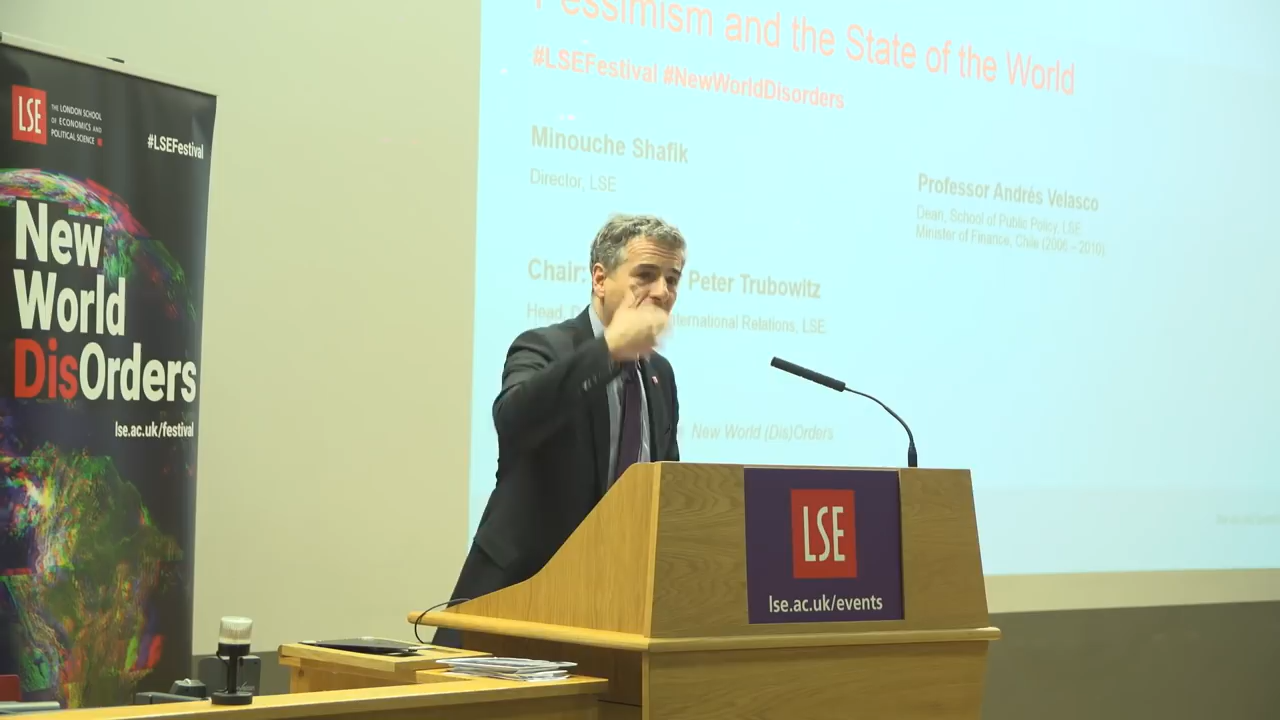 LSE
THE LONDON SCHOOL
OF ECONOMICS AND
POLITICAL SCIENCE
#LSEFestival
New
World
DisOrders
lse.ac.uk/festival
Pessimism and the State of the World
#LSEFestival #NewWorldDisorders
Minouche Shafik
Director, LSE
Professor Andrés Velasco
Dean, School of Public Policy, LSE
Minister of Finance, Chile (2006 – 2010)
Chair: Peter Trubowitz
Head, International Relations, LSE
New World (Dis)Orders
LSE
lse.ac.uk/events